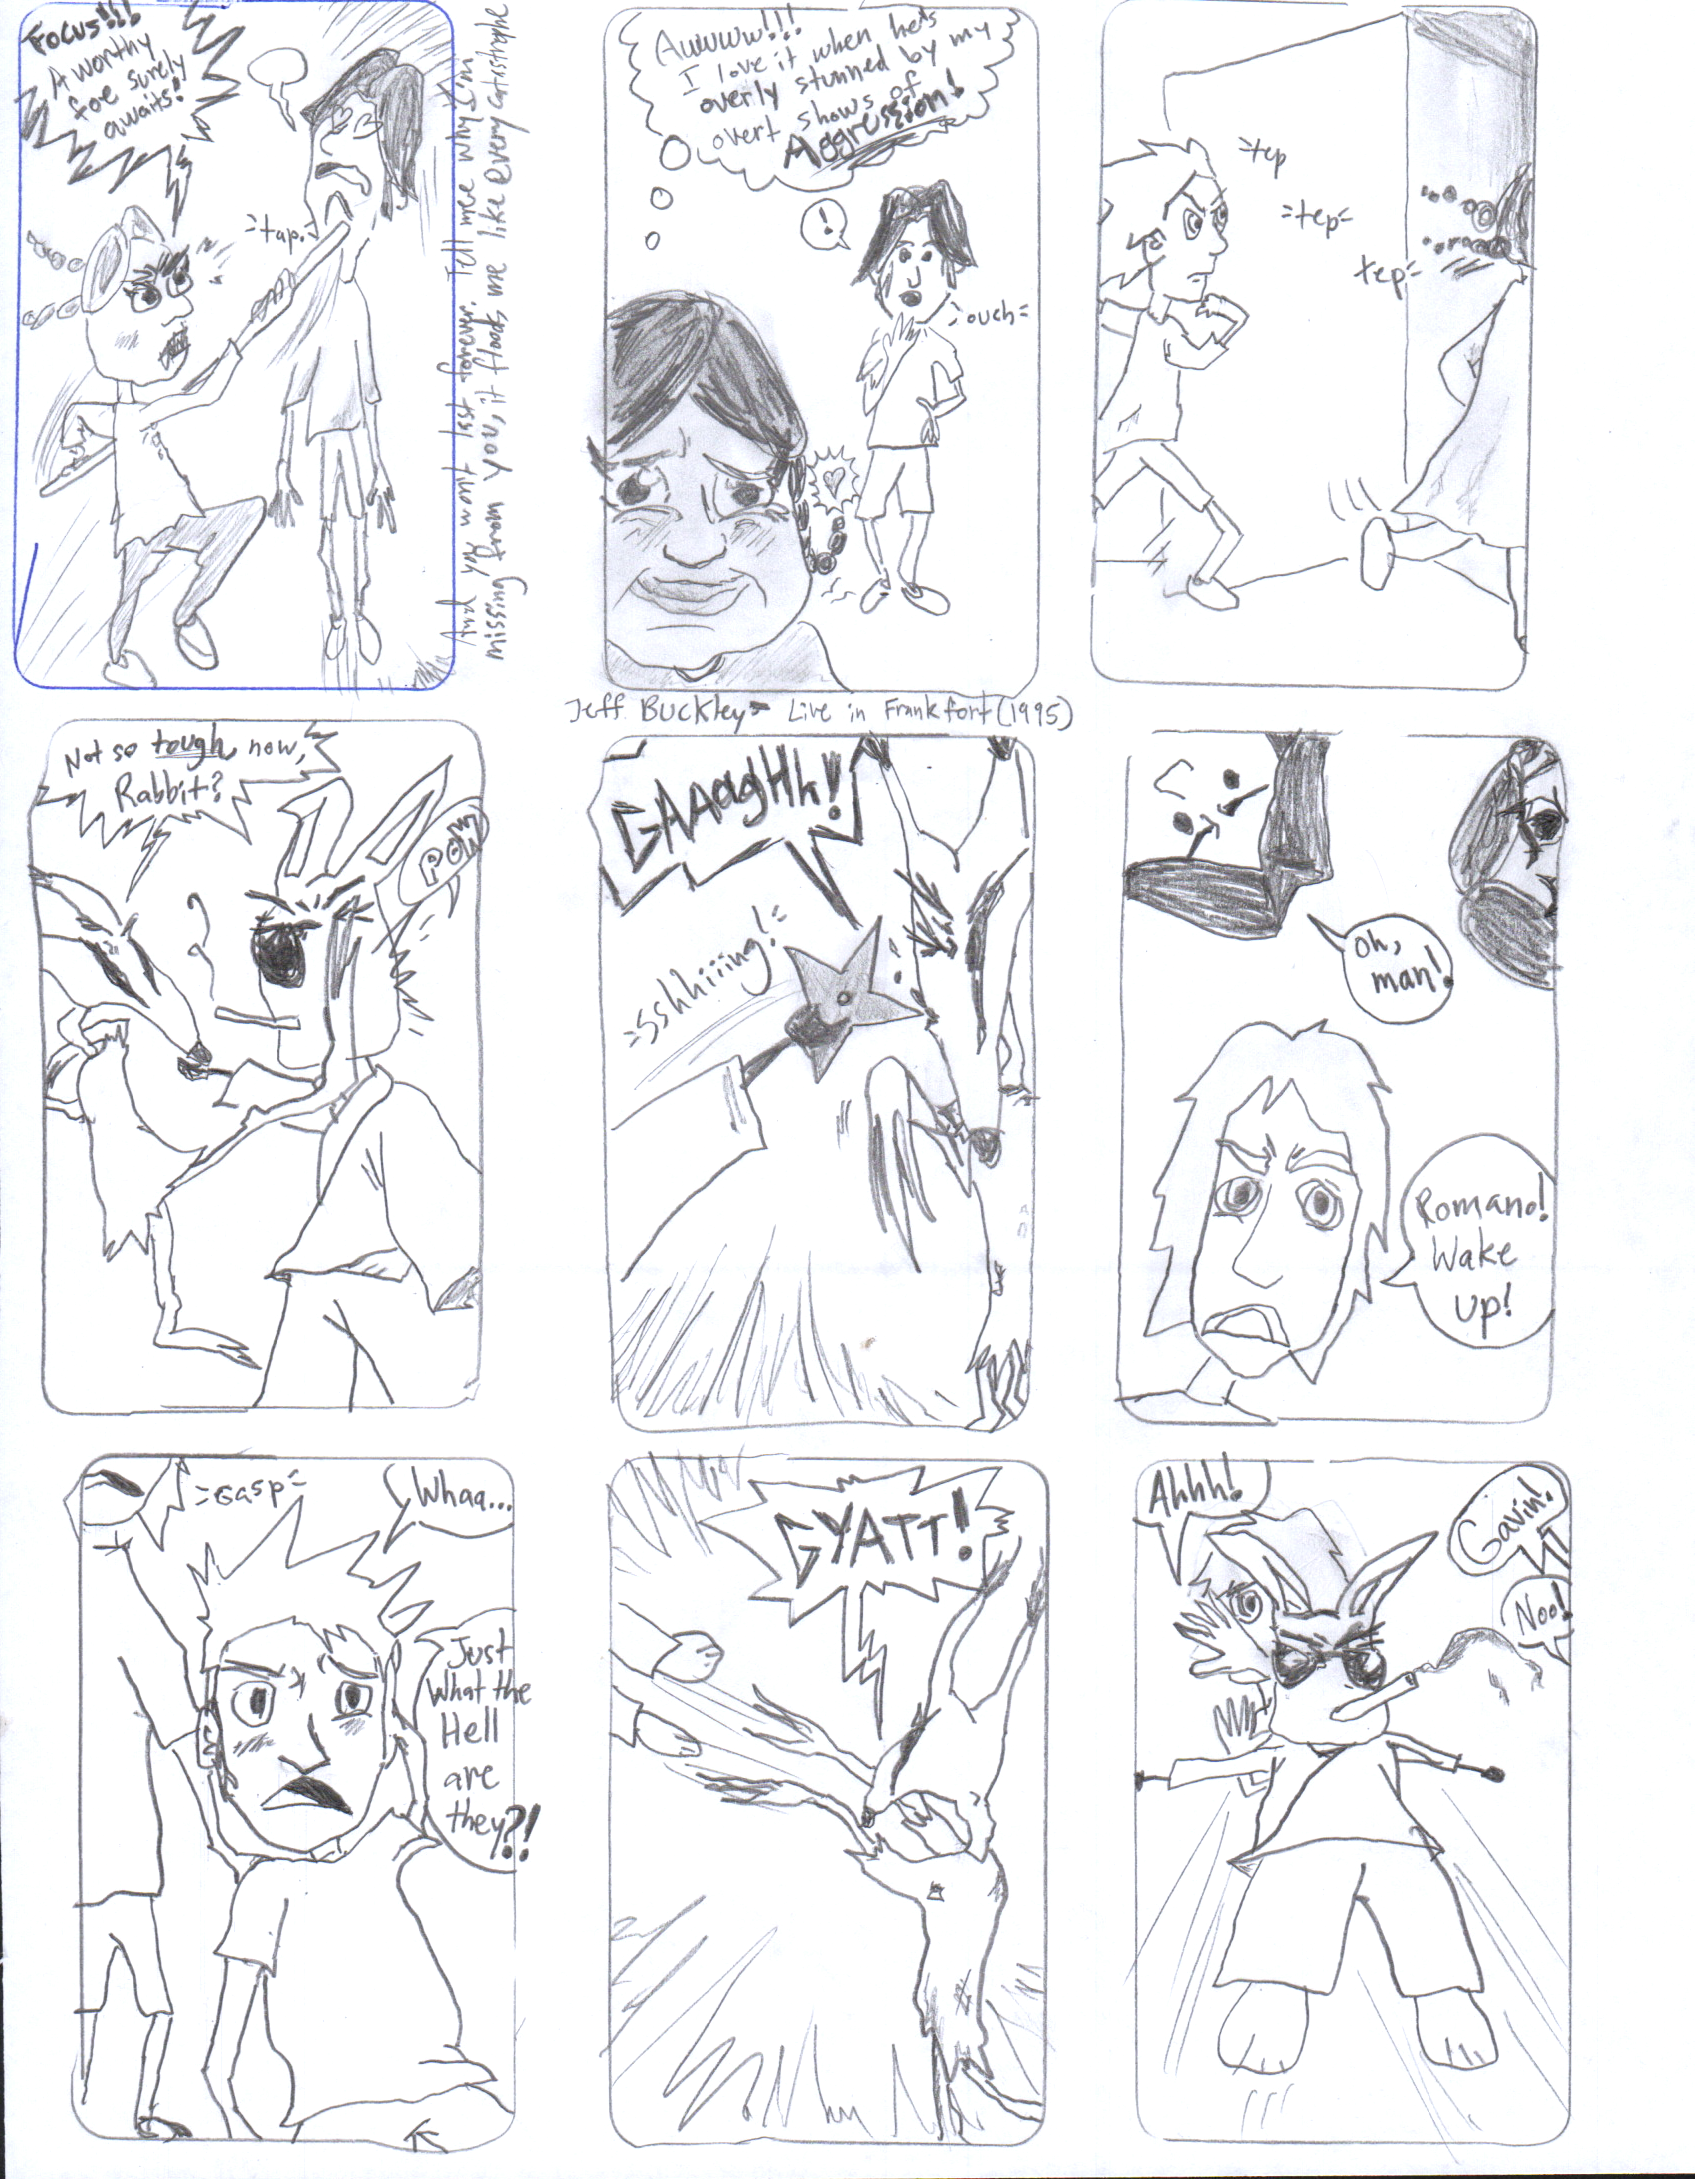 Focus!!!
A worthy
foe surely
awaits!
=tap=
And you won't last forever. Tell mee why I'm
missing from you, it floods me like every catastrophe
Awwww!!!
I love it when he's
overly stunned by my
overt shows of
Aggression!
!
=ouch=
=tep
=tep=
tep=
Jeff Buckley - Live in Frankfort (1995)
Not so tough, now,
Rabbit?
POW
GAAagHh!
=sshhiiing!=
Oh,
man!
Romano!
Wake
up!
=Gasp=
Whaa...
Just
What the
Hell
are
they?!
GYATT!
Ahhh!
Gavin!
Noo!